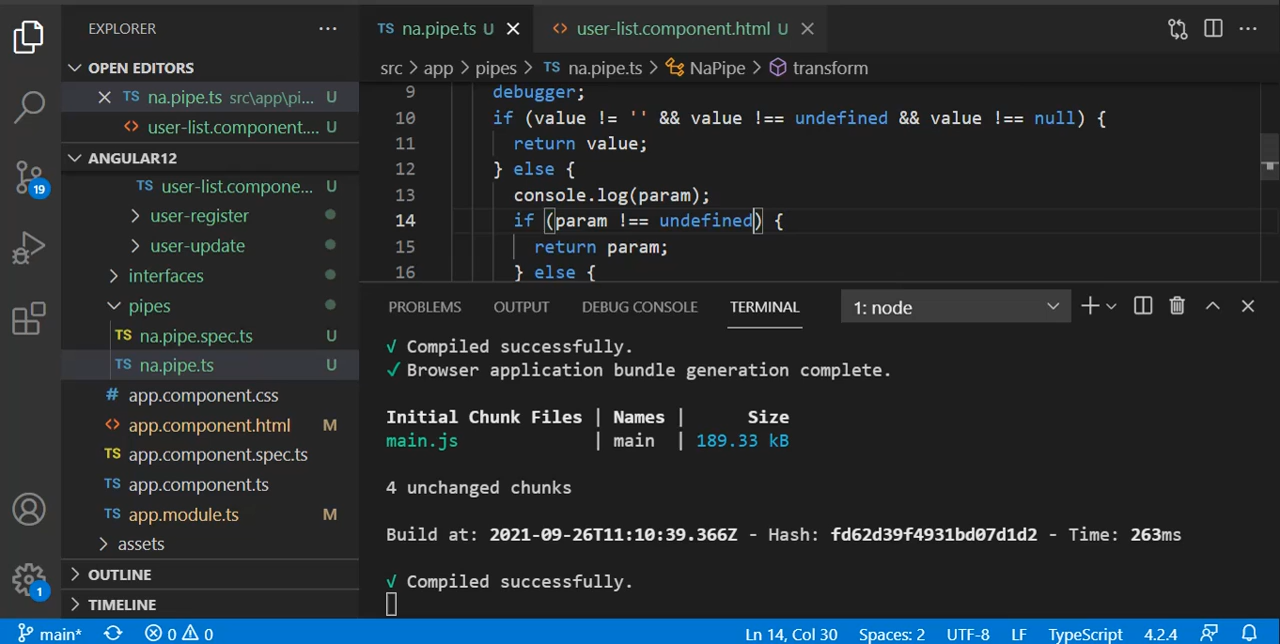 EXPLORER
OPEN EDITORS
na.pipe.ts src\app\pi... U
user-list.component.... U
ANGULAR12
user-list.compone... U
user-register
user-update
interfaces
pipes
na.pipe.spec.ts U
na.pipe.ts U
app.component.css
app.component.html M
app.component.spec.ts
app.component.ts
app.module.ts M
assets
OUTLINE
TIMELINE
19
1
na.pipe.ts U
user-list.component.html U
src > app > pipes > TS na.pipe.ts > NaPipe > transform
9 debugger;
10 if (value != '' && value !== undefined && value !== null) {
11 return value;
12 } else {
13 console.log(param);
14 if (param !== undefined) {
15 return param;
16 } else {
PROBLEMS OUTPUT DEBUG CONSOLE TERMINAL 1: node
√ Compiled successfully.
✓ Browser application bundle generation complete.
Initial Chunk Files | Names | Size
main.js | main | 189.33 kB
4 unchanged chunks
Build at: 2021-09-26T11:10:39.366Z - Hash: fd62d39f4931bd07d1d2 - Time: 263ms
√ Compiled successfully.
main* 0 0 Ln 14, Col 30 Spaces: 2 UTF-8 LF TypeScript 4.2.4